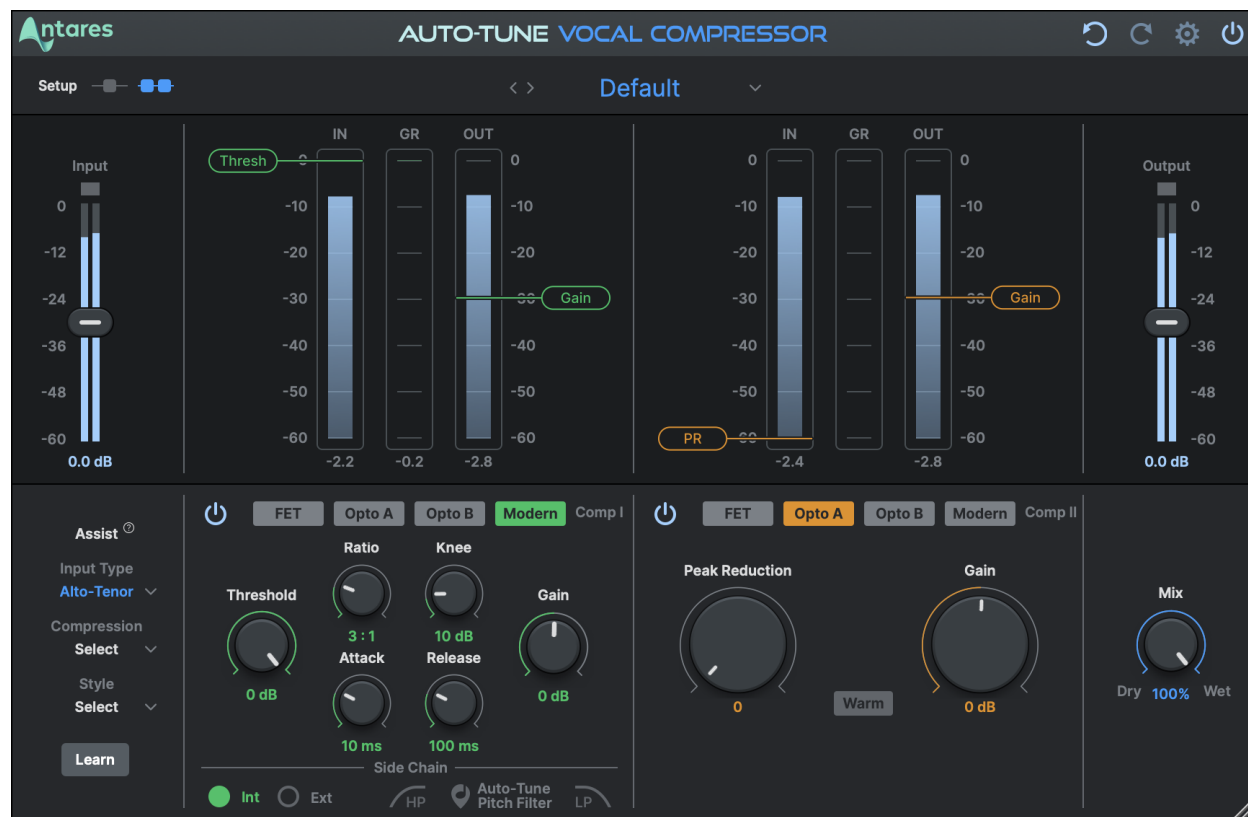 Antares
AUTO-TUNE VOCAL COMPRESSOR
Setup
< >
Default
Input
0
-12
-24
-36
-48
-60
0.0 dB
IN GR OUT
Thresh
0 0
-10 -10
-20 -20
-30 -30
Gain
-40 -40
-50 -50
-60 -60
-2.2 -0.2 -2.8
IN GR OUT
0 0
-10 -10
-20 -20
-30 -30
Gain
-40 -40
-50 -50
PR
-60 -60
-2.4 -2.8
Output
0
-12
-24
-36
-48
-60
0.0 dB
Assist ?
Input Type
Alto-Tenor
Compression
Select
Style
Select
Learn
FET Opto A Opto B Modern Comp I
Ratio Knee
Threshold Gain
3 : 1 10 dB
Attack Release
0 dB 0 dB
10 ms 100 ms
Side Chain
Int Ext HP Auto-Tune
Pitch Filter LP
FET Opto A Opto B Modern Comp II
Peak Reduction Gain
0 Warm 0 dB
Mix
Dry 100% Wet